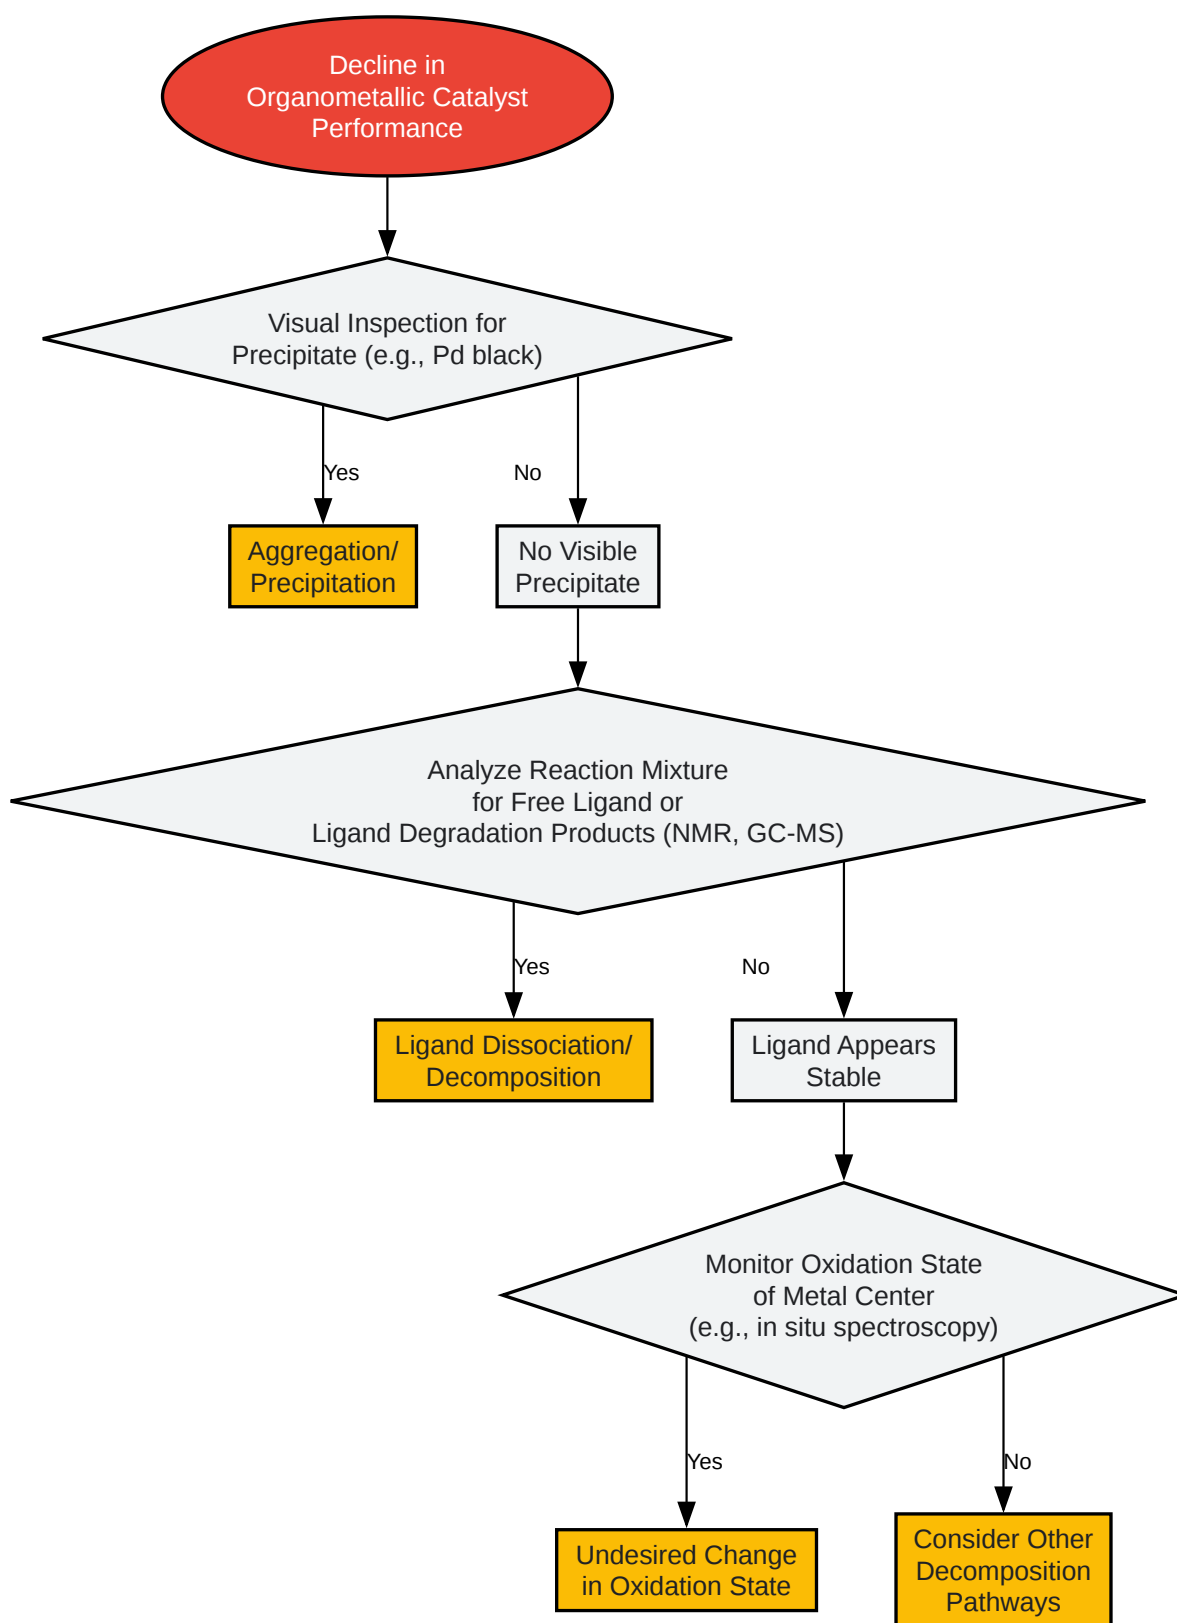 Decline in
Organometallic Catalyst
Performance
Visual Inspection for
Precipitate (e.g., Pd black)
Yes
No
Aggregation/
Precipitation
No Visible
Precipitate
Analyze Reaction Mixture
for Free Ligand or
Ligand Degradation Products (NMR, GC-MS)
Yes
No
Ligand Dissociation/
Decomposition
Ligand Appears
Stable
Monitor Oxidation State
of Metal Center
(e.g., in situ spectroscopy)
Yes
No
Undesired Change
in Oxidation State
Consider Other
Decomposition
Pathways